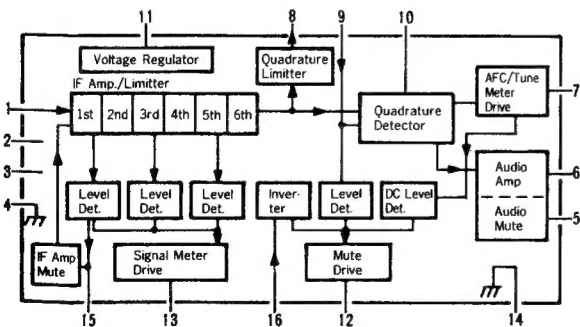 11
8
9
10
Voltage Regulator
Quadrature
Limitter
AFC/Tune
Meter
Drive
7
IF Amp./Limitter
1
1st 2nd 3rd 4th 5th 6th
Quadrature
Detector
2
3
4
Level
Det.
Level
Det.
Level
Det.
Inver-
ter
Level
Det.
DC Level
Det.
Audio
Amp
6
Audio
Mute
5
IF Amp
Mute
Signal Meter
Drive
Mute
Drive
15
13
16
12
14